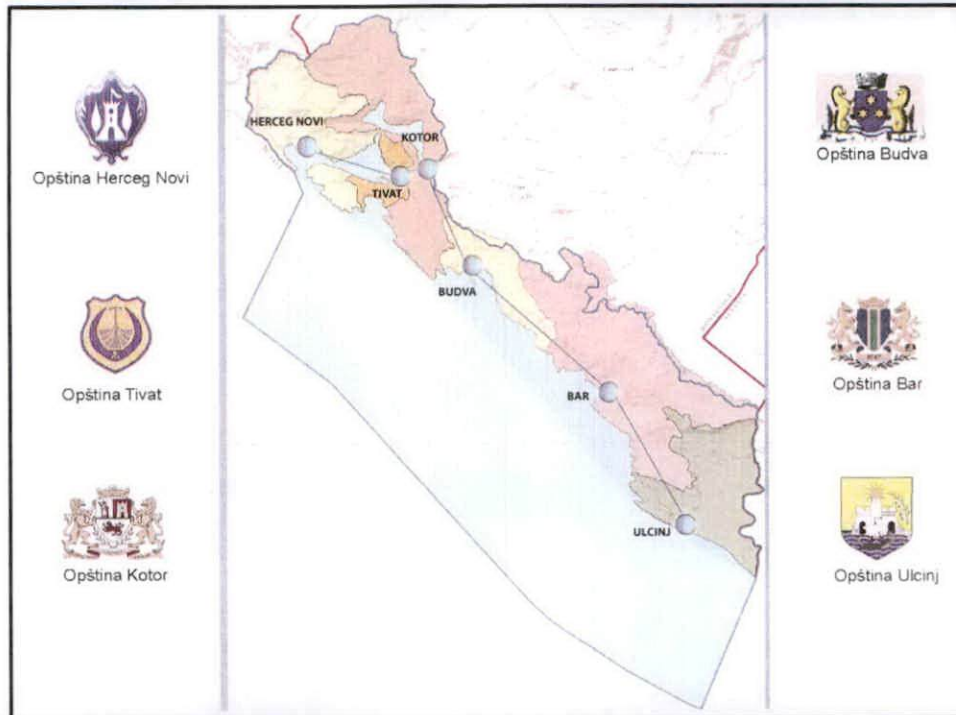 Opština Herceg Novi
Opština Tivat
Opština Kotor
HERCEG NOVI
KOTOR
TIVAT
BUDVA
BAR
ULCINJ
Opština Budva
Opština Bar
Opština Ulcinj